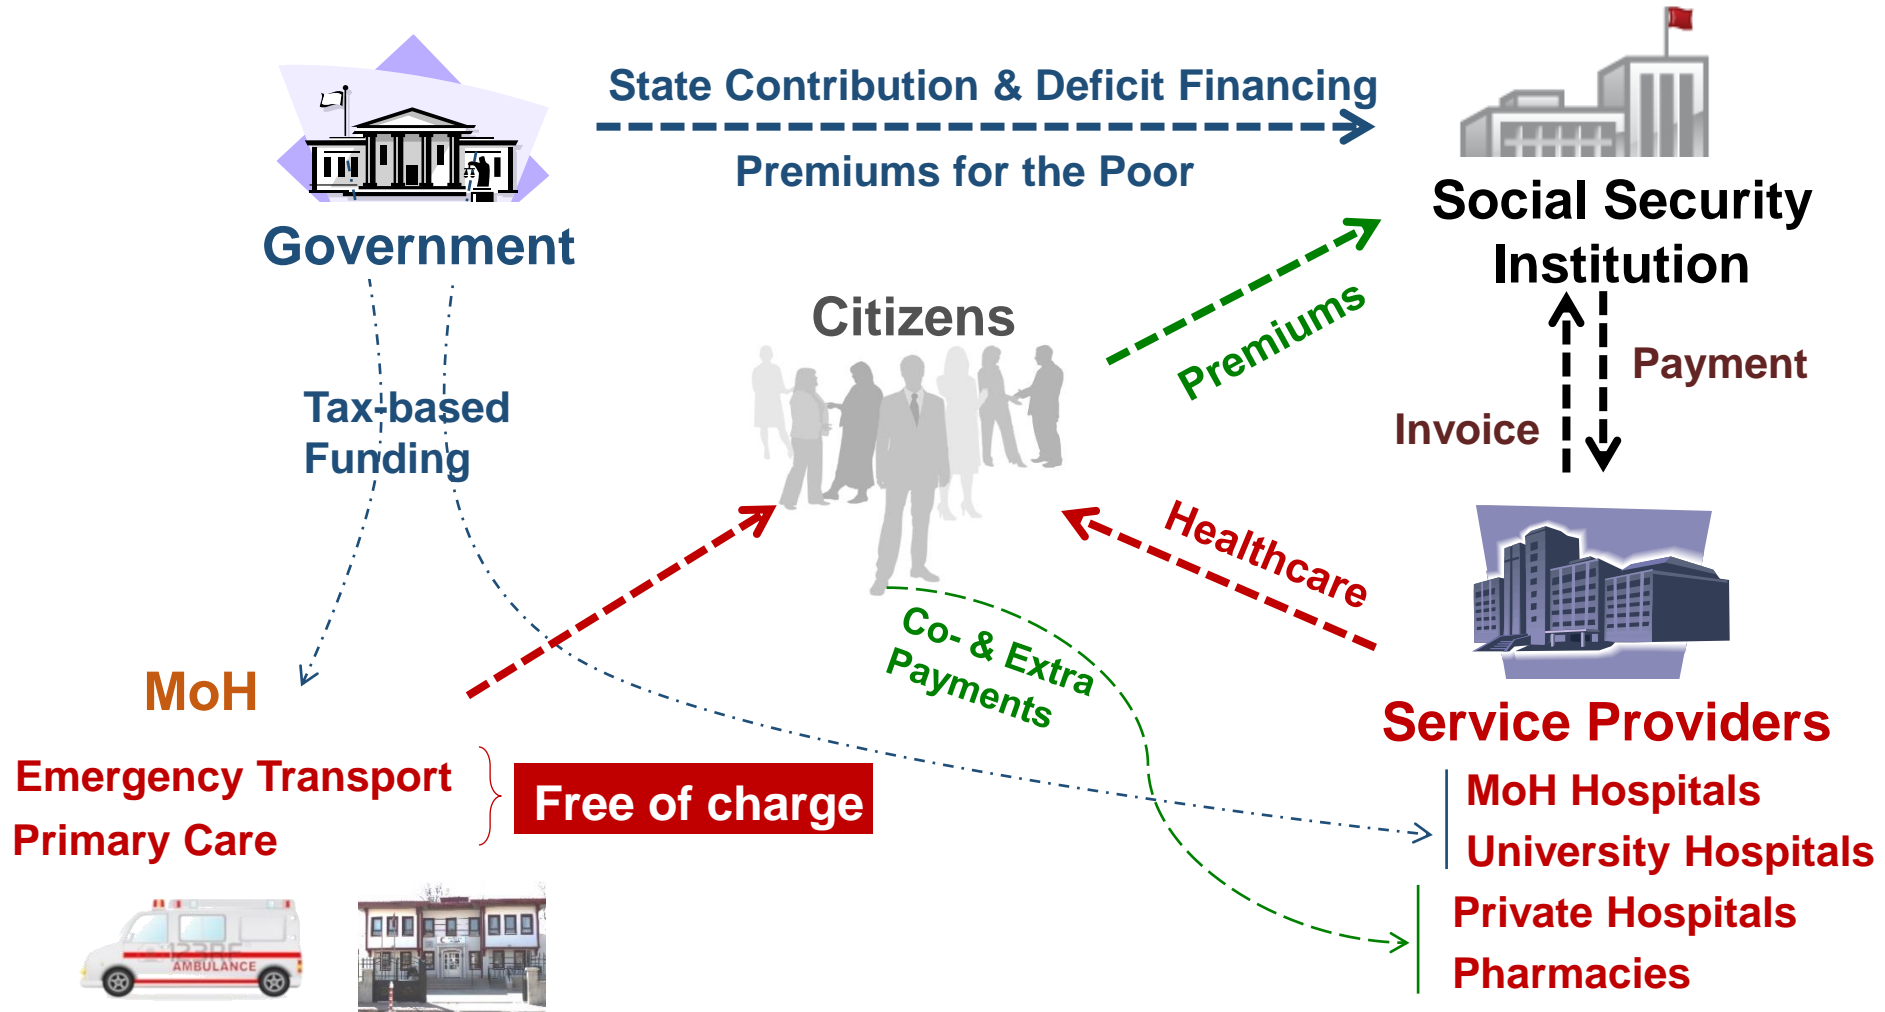 State Contribution & Deficit Financing
Premiums for the Poor
Government
Social Security
Institution
Citizens
Premiums
Payment
Invoice
Tax-based
Funding
Healthcare
Co- & Extra
Payments
MoH
Service Providers
Emergency Transport
Primary Care
Free of charge
MoH Hospitals
University Hospitals
Private Hospitals
Pharmacies
123RF
AMBULANCE